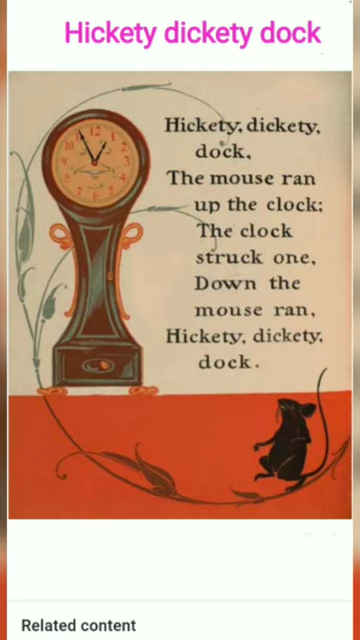 Hickety dickety dock
Hickety, dickety,
dock,
The mouse ran
up the clock;
The clock
struck one,
Down the
mouse ran,
Hickety, dickety,
dock.
Related content